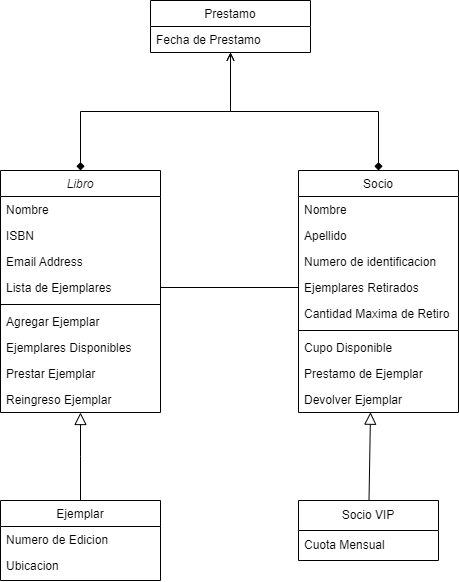 Prestamo
Fecha de Prestamo
Libro
Nombre
ISBN
Email Address
Lista de Ejemplares
Agregar Ejemplar
Ejemplares Disponibles
Prestar Ejemplar
Reingreso Ejemplar
Socio
Nombre
Apellido
Numero de identificacion
Ejemplares Retirados
Cantidad Maxima de Retiro
Cupo Disponible
Prestamo de Ejemplar
Devolver Ejemplar
Ejemplar
Numero de Edicion
Ubicacion
Socio VIP
Cuota Mensual